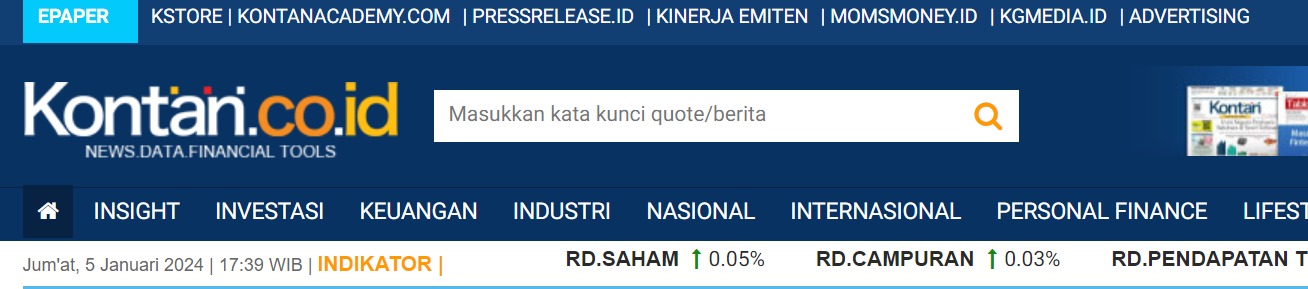 EPAPER KSTORE | KONTANACADEMY.COM | PRESSRELEASE.ID | KINERJA EMITEN | MOMSMONEY.ID | KGMEDIA.ID | ADVERTISING
Kontan.co.id
NEWS.DATA.FINANCIAL TOOLS
Masukkan kata kunci quote/berita
Kontan
INSIGHT INVESTASI KEUANGAN INDUSTRI NASIONAL INTERNASIONAL PERSONAL FINANCE LIFEST
Jum'at, 5 Januari 2024 | 17:39 WIB | INDIKATOR | RD.SAHAM ↑ 0.05% RD.CAMPURAN ↑ 0.03% RD.PENDAPATAN T